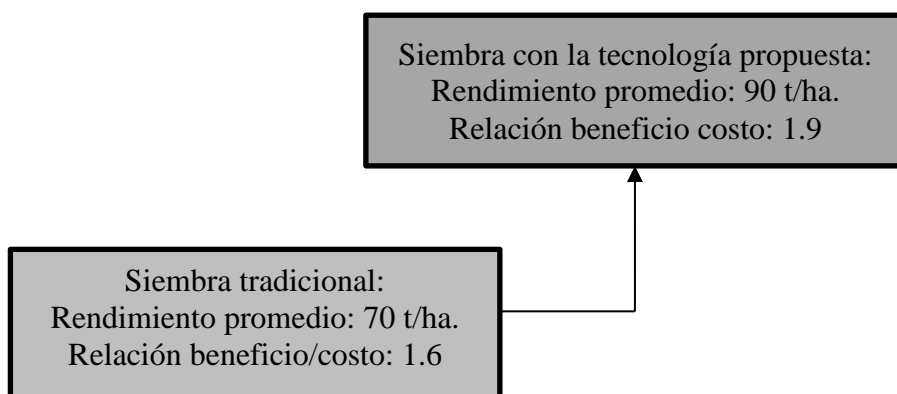 Siembra con la tecnología propuesta:
Rendimiento promedio: 90 t/ha.
Relación beneficio costo: 1.9
Siembra tradicional:
Rendimiento promedio: 70 t/ha.
Relación beneficio/costo: 1.6